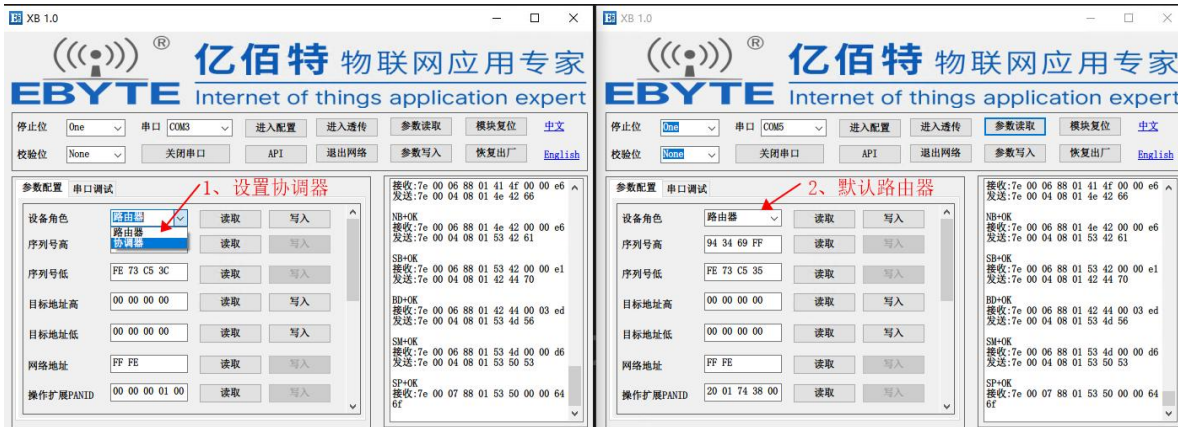 XB 1.0
®
亿佰特 物联网应用专家
EBYTE Internet of things application expert
停止位 One 串口 COM3 进入配置 进入透传 参数读取 模块复位 中文
校验位 None 关闭串口 API 退出网络 参数写入 恢复出厂 English
参数配置 串口调试
1、设置协调器
设备角色 路由器 读取 写入
路由器
协调器
序列号高 读取 写入
序列号低 FE 73 C5 3C 读取 写入
目标地址高 00 00 00 00 读取 写入
目标地址低 00 00 00 00 读取 写入
网络地址 FF FE 读取 写入
操作扩展PANID 00 00 00 01 00 读取 写入
接收:7e 00 06 88 01 41 4f 00 00 e6
发送:7e 00 04 08 01 4e 42 66
NB+OK
接收:7e 00 06 88 01 4e 42 00 00 e6
发送:7e 00 04 08 01 53 42 61
SB+OK
接收:7e 00 06 88 01 53 42 00 00 e1
发送:7e 00 04 08 01 42 44 70
BD+OK
接收:7e 00 06 88 01 42 44 00 03 ed
发送:7e 00 04 08 01 53 4d 56
SM+OK
接收:7e 00 06 88 01 53 4d 00 00 d6
发送:7e 00 04 08 01 53 50 53
SP+OK
接收:7e 00 07 88 01 53 50 00 00 64
6f
XB 1.0
®
亿佰特 物联网应用专家
EBYTE Internet of things application expert
停止位 One 串口 COM5 进入配置 进入透传 参数读取 模块复位 中文
校验位 None 关闭串口 API 退出网络 参数写入 恢复出厂 English
参数配置 串口调试
2、默认路由器
设备角色 路由器 读取 写入
序列号高 94 34 69 FF 读取 写入
序列号低 FE 73 C5 35 读取 写入
目标地址高 00 00 00 00 读取 写入
目标地址低 00 00 00 00 读取 写入
网络地址 FF FE 读取 写入
操作扩展PANID 20 01 74 38 00 读取 写入
接收:7e 00 06 88 01 41 4f 00 00 e6
发送:7e 00 04 08 01 4e 42 66
NB+OK
接收:7e 00 06 88 01 4e 42 00 00 e6
发送:7e 00 04 08 01 53 42 61
SB+OK
接收:7e 00 06 88 01 53 42 00 00 e1
发送:7e 00 04 08 01 42 44 70
BD+OK
接收:7e 00 06 88 01 42 44 00 03 ed
发送:7e 00 04 08 01 53 4d 56
SM+OK
接收:7e 00 06 88 01 53 4d 00 00 d6
发送:7e 00 04 08 01 53 50 53
SP+OK
接收:7e 00 07 88 01 53 50 00 00 64
6f